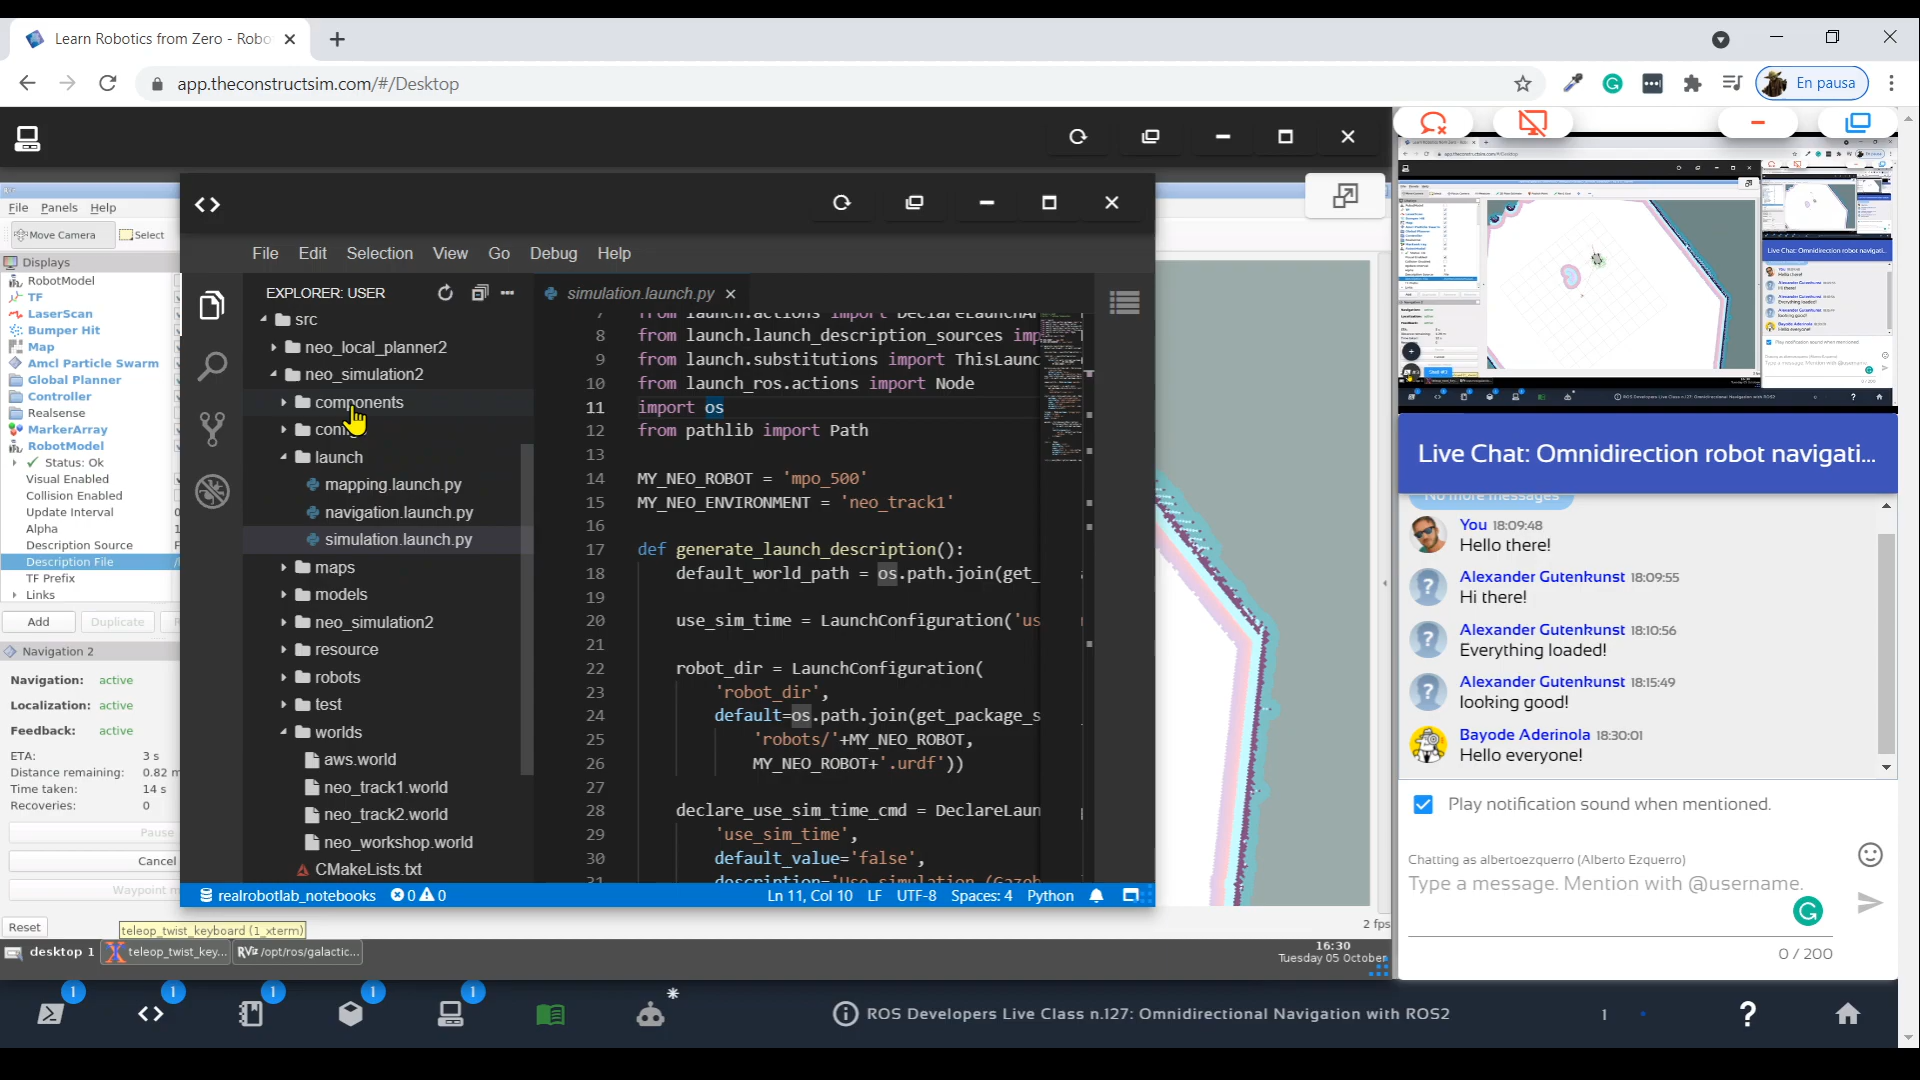 Learn Robotics from Zero - Robo
app.theconstructsim.com/#/Desktop
En pausa
File Panels Help
Move Camera
Select
Displays
RobotModel
TF
LaserScan
Bumper Hit
Map
Amcl Particle Swarm
Global Planner
Controller
Realsense
MarkerArray
RobotModel
Status: Ok
Visual Enabled
Collision Enabled
Update Interval
Alpha
Description Source
Description File
TF Prefix
Links
Add
Duplicate
Navigation 2
Navigation: active
Localization: active
Feedback: active
ETA: 3 s
Distance remaining: 0.82 m
Time taken: 14 s
Recoveries: 0
Pause
Cancel
Waypoint m
Reset
teleop_twist_keyboard (1_xterm)
desktop 1
teleop_twist_key...
/opt/ros/galactic...
File Edit Selection View Go Debug Help
EXPLORER: USER
src
neo_local_planner2
neo_simulation2
components
launch
mapping.launch.py
navigation.launch.py
simulation.launch.py
maps
models
neo_simulation2
resource
robots
test
worlds
aws.world
neo_track1.world
neo_track2.world
neo_workshop.world
CMakeLists.txt
simulation.launch.py
8 from launch.launch_description_sources imp
9 from launch.substitutions import ThisLaunc
10 from launch_ros.actions import Node
11 import os
12 from pathlib import Path
13
14 MY_NEO_ROBOT = 'mpo_500'
15 MY_NEO_ENVIRONMENT = 'neo_track1'
16
17 def generate_launch_description():
18 default_world_path = os.path.join(get_
19
20 use_sim_time = LaunchConfiguration('us
21
22 robot_dir = LaunchConfiguration(
23 'robot_dir',
24 default=os.path.join(get_package_s
25 'robots/'+MY_NEO_ROBOT,
26 MY_NEO_ROBOT+'.urdf'))
27
28 declare_use_sim_time_cmd = DeclareLaun
29 'use_sim_time',
30 default_value='false',
realrobotlab_notebooks 0 0
Ln 11, Col 10 LF UTF-8 Spaces: 4 Python
2 fps
16:30
Tuesday 05 October
Live Chat: Omnidirection robot navigati...
No more messages
You 18:09:48
Hello there!
Alexander Gutenkunst 18:09:55
Hi there!
Alexander Gutenkunst 18:10:56
Everything loaded!
Alexander Gutenkunst 18:15:49
looking good!
Bayode Aderinola 18:30:01
Hello everyone!
Play notification sound when mentioned.
Chatting as albertoezquerro (Alberto Ezquerro)
Type a message. Mention with @username.
0 / 200
1 1 1 1 1
ROS Developers Live Class n.127: Omnidirectional Navigation with ROS2
1